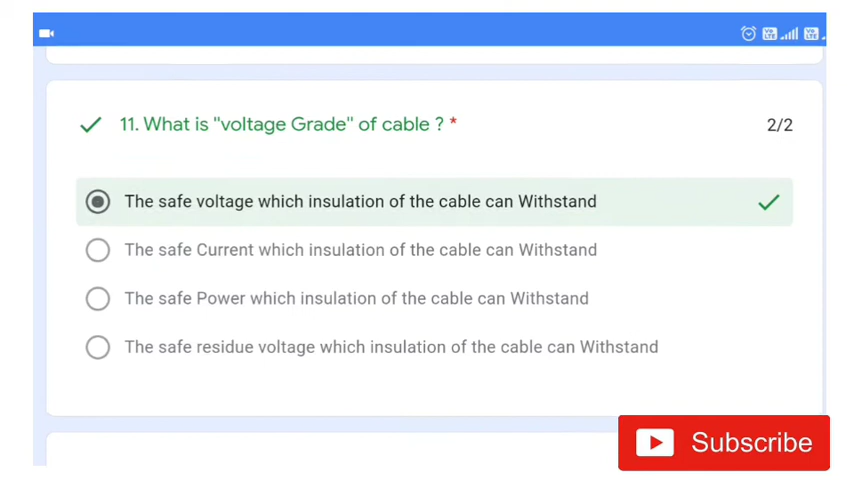 11. What is "voltage Grade" of cable ? *
2/2
The safe voltage which insulation of the cable can Withstand
The safe Current which insulation of the cable can Withstand
The safe Power which insulation of the cable can Withstand
The safe residue voltage which insulation of the cable can Withstand
Subscribe